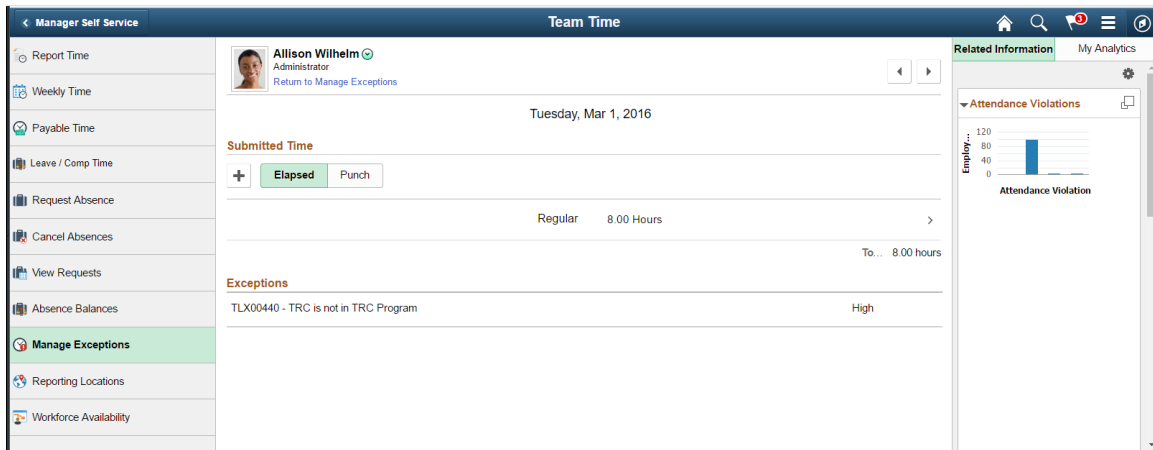 Manager Self Service
Team Time
3
Report Time
Weekly Time
Payable Time
Leave / Comp Time
Request Absence
Cancel Absences
View Requests
Absence Balances
Manage Exceptions
Reporting Locations
Workforce Availability
Allison Wilhelm
Administrator
Return to Manage Exceptions
Tuesday, Mar 1, 2016
Submitted Time
Elapsed Punch
Regular 8.00 Hours
To... 8.00 hours
Exceptions
TLX00440 - TRC is not in TRC Program High
Related Information My Analytics
Attendance Violations
Employ...
120
80
40
0
Attendance Violation